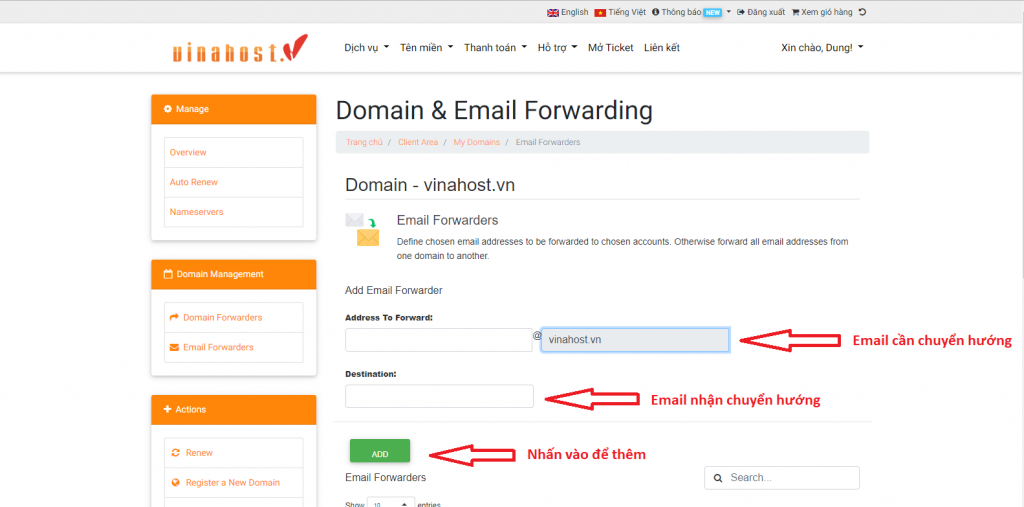 English Tiếng Việt Thông báo NEW Đăng xuất Xem giỏ hàng
vinahost.
Dịch vụ Tên miền Thanh toán Hỗ trợ Mở Ticket Liên kết Xin chào, Dung!
Manage
Overview
Auto Renew
Nameservers
Domain Management
Domain Forwarders
Email Forwarders
Actions
Renew
Register a New Domain
Domain & Email Forwarding
Trang chủ / Client Area / My Domains / Email Forwarders
Domain - vinahost.vn
Email Forwarders
Define chosen email addresses to be forwarded to chosen accounts. Otherwise forward all email addresses from
one domain to another.
Add Email Forwarder
Address To Forward:
@ vinahost.vn
Email cần chuyển hướng
Destination:
Email nhận chuyển hướng
ADD
Nhấn vào để thêm
Email Forwarders
Search...
Show 10 entries